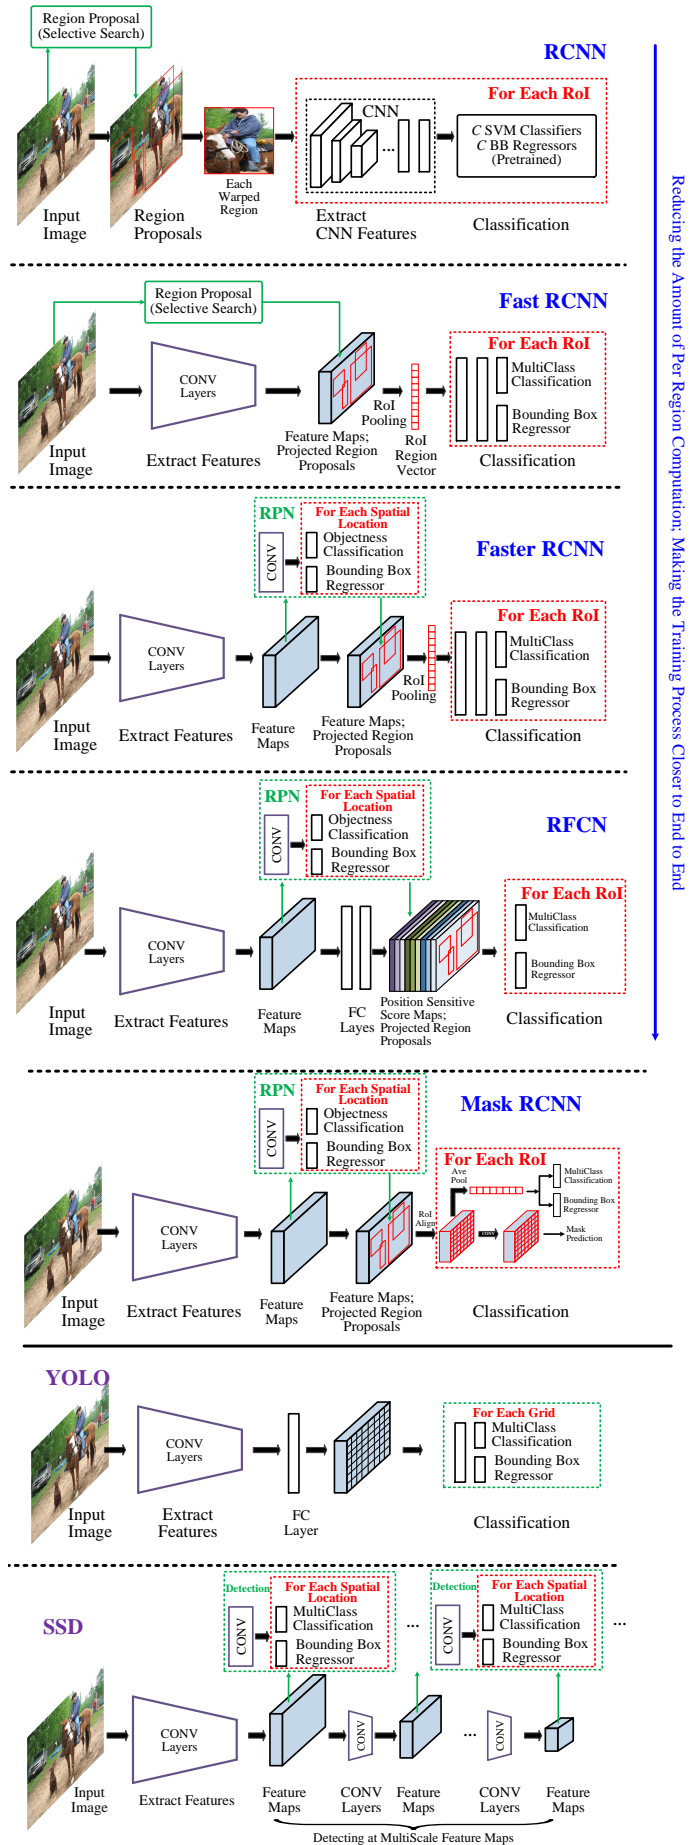 Region Proposal
(Selective Search)
RCNN
For Each RoI
CNN
C SVM Classifiers
C BB Regressors
(Pretrained)
Input
Image
Region
Proposals
Each
Warped
Region
Extract
CNN Features
Classification
Reducing the Amount of Per Region Computation; Making the Training Process Closer to End to End
Region Proposal
(Selective Search)
Fast RCNN
For Each RoI
CONV
Layers
MultiClass
Classification
Bounding Box
Regressor
RoI
Pooling
Input
Image
Extract Features
Feature Maps;
Projected Region
Proposals
RoI
Region
Vector
Classification
RPN
For Each Spatial
Location
CONV
Objectness
Classification
Bounding Box
Regressor
Faster RCNN
For Each RoI
CONV
Layers
MultiClass
Classification
Bounding Box
Regressor
RoI
Pooling
Input
Image
Extract Features
Feature
Maps
Feature Maps;
Projected Region
Proposals
Classification
RPN
For Each Spatial
Location
CONV
Objectness
Classification
Bounding Box
Regressor
RFCN
For Each RoI
CONV
Layers
MultiClass
Classification
Bounding Box
Regressor
Input
Image
Extract Features
Feature
Maps
FC
Layes
Position Sensitive
Score Maps;
Projected Region
Proposals
Classification
RPN
For Each Spatial
Location
CONV
Objectness
Classification
Bounding Box
Regressor
Mask RCNN
For Each RoI
Ave
Pool
MultiClass
Classification
Bounding Box
Regressor
CONV
Layers
RoI
Align
CONV
Mask
Prediction
Input
Image
Extract Features
Feature
Maps
Feature Maps;
Projected Region
Proposals
Classification
YOLO
For Each Grid
CONV
Layers
MultiClass
Classification
Bounding Box
Regressor
Input
Image
Extract
Features
FC
Layer
Classification
SSD
Detection
For Each Spatial
Location
CONV
MultiClass
Classification
Bounding Box
Regressor
...
Detection
For Each Spatial
Location
CONV
MultiClass
Classification
Bounding Box
Regressor
...
CONV
Layers
CONV
...
CONV
Input
Image
Extract Features
Feature
Maps
CONV
Layers
Feature
Maps
CONV
Layers
Feature
Maps
Detecting at MultiScale Feature Maps